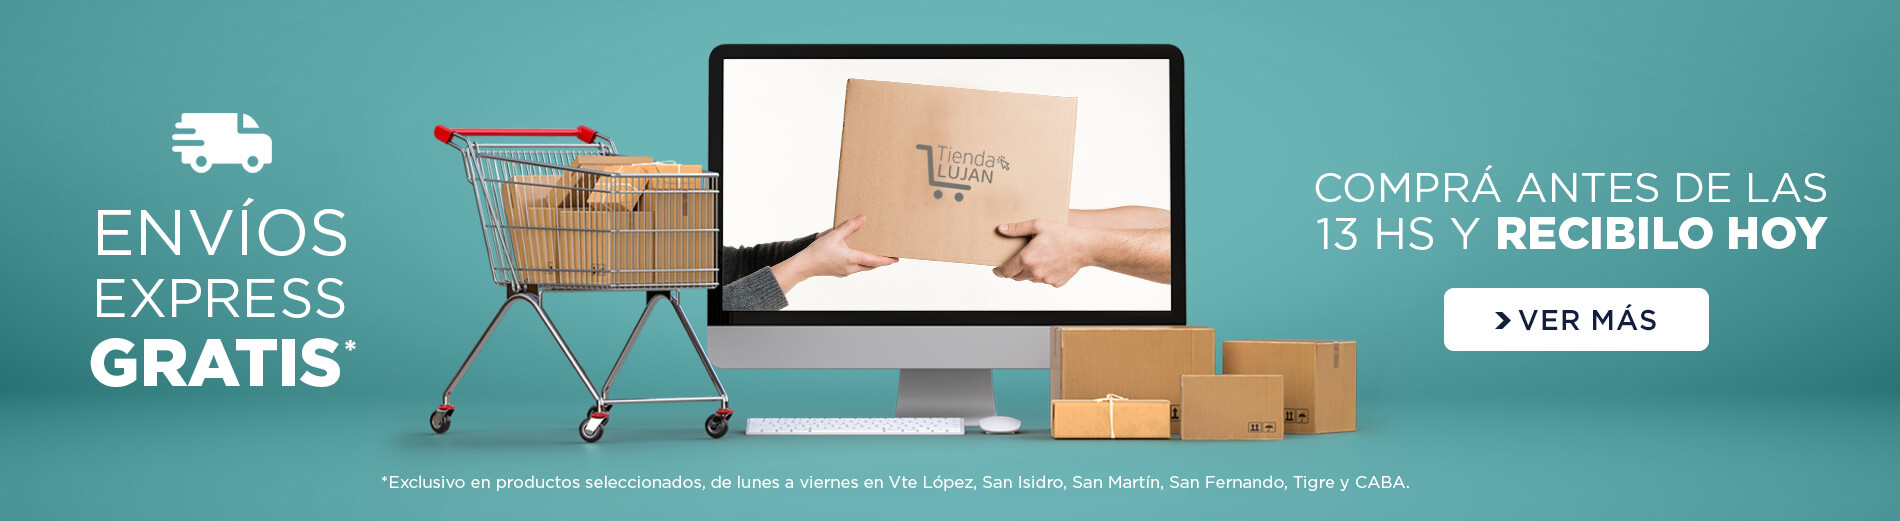 ENVÍOS
EXPRESS
GRATIS*
Tienda
LUJAN
COMPRÁ ANTES DE LAS
13 HS Y RECIBILO HOY
> VER MÁS
*Exclusivo en productos seleccionados, de lunes a viernes en Vte López, San Isidro, San Martín, San Fernando, Tigre y CABA.